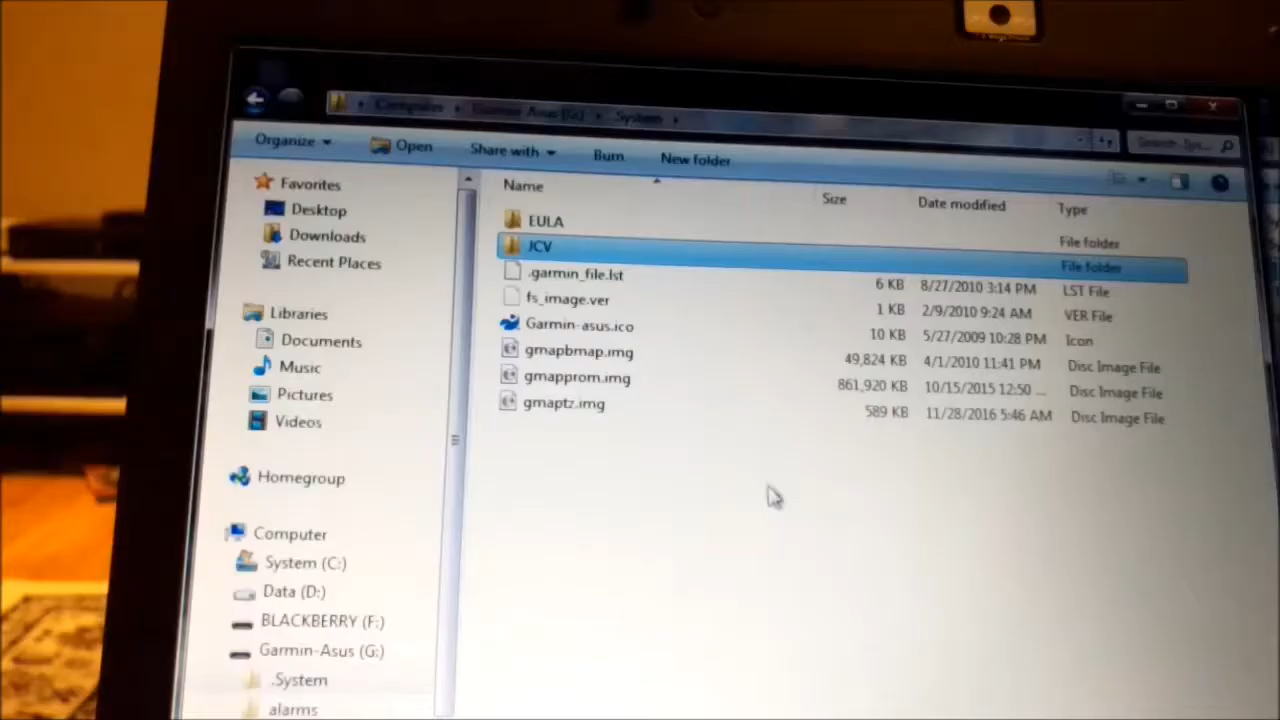 Computer Garmin-Asus (G:) .System
Organize Open Share with Burn New folder
Name Size Date modified Type
EULA File folder
JCV File folder
.garmin_file.lst 6 KB 8/27/2010 3:14 PM LST File
fs_image.ver 1 KB 2/9/2010 9:24 AM VER File
Garmin-asus.ico 10 KB 5/27/2009 10:28 PM Icon
gmapbmap.img 49,824 KB 4/1/2010 11:41 PM Disc Image File
gmapprom.img 861,920 KB 10/15/2015 12:50 ... Disc Image File
gmaptz.img 589 KB 11/28/2016 5:46 AM Disc Image File
Favorites
Desktop
Downloads
Recent Places
Libraries
Documents
Music
Pictures
Videos
Homegroup
Computer
System (C:)
Data (D:)
BLACKBERRY (F:)
Garmin-Asus (G:)
.System
alarms